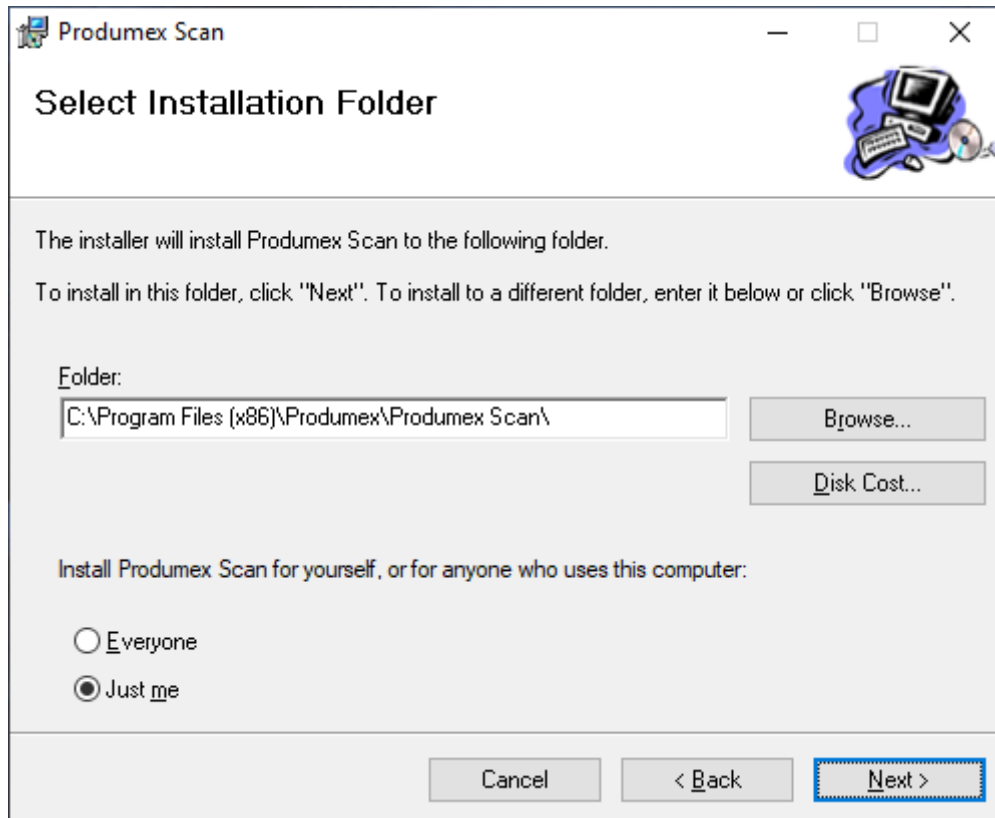 Produmex Scan
Select Installation Folder
The installer will install Produmex Scan to the following folder.
To install in this folder, click "Next". To install to a different folder, enter it below or click "Browse".
Folder:
C:\Program Files (x86)\Produmex\Produmex Scan\
Browse...
Disk Cost...
Install Produmex Scan for yourself, or for anyone who uses this computer:
Everyone
Just me
Cancel
< Back
Next >